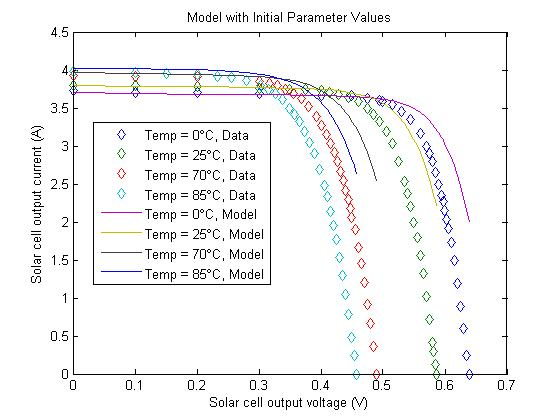 Model with Initial Parameter Values
4.5
4
3.5
3
2.5
2
1.5
1
0.5
0
Solar cell output current (A)
Temp = 0°C, Data
Temp = 25°C, Data
Temp = 70°C, Data
Temp = 85°C, Data
Temp = 0°C, Model
Temp = 25°C, Model
Temp = 70°C, Model
Temp = 85°C, Model
0 0.1 0.2 0.3 0.4 0.5 0.6 0.7
Solar cell output voltage (V)